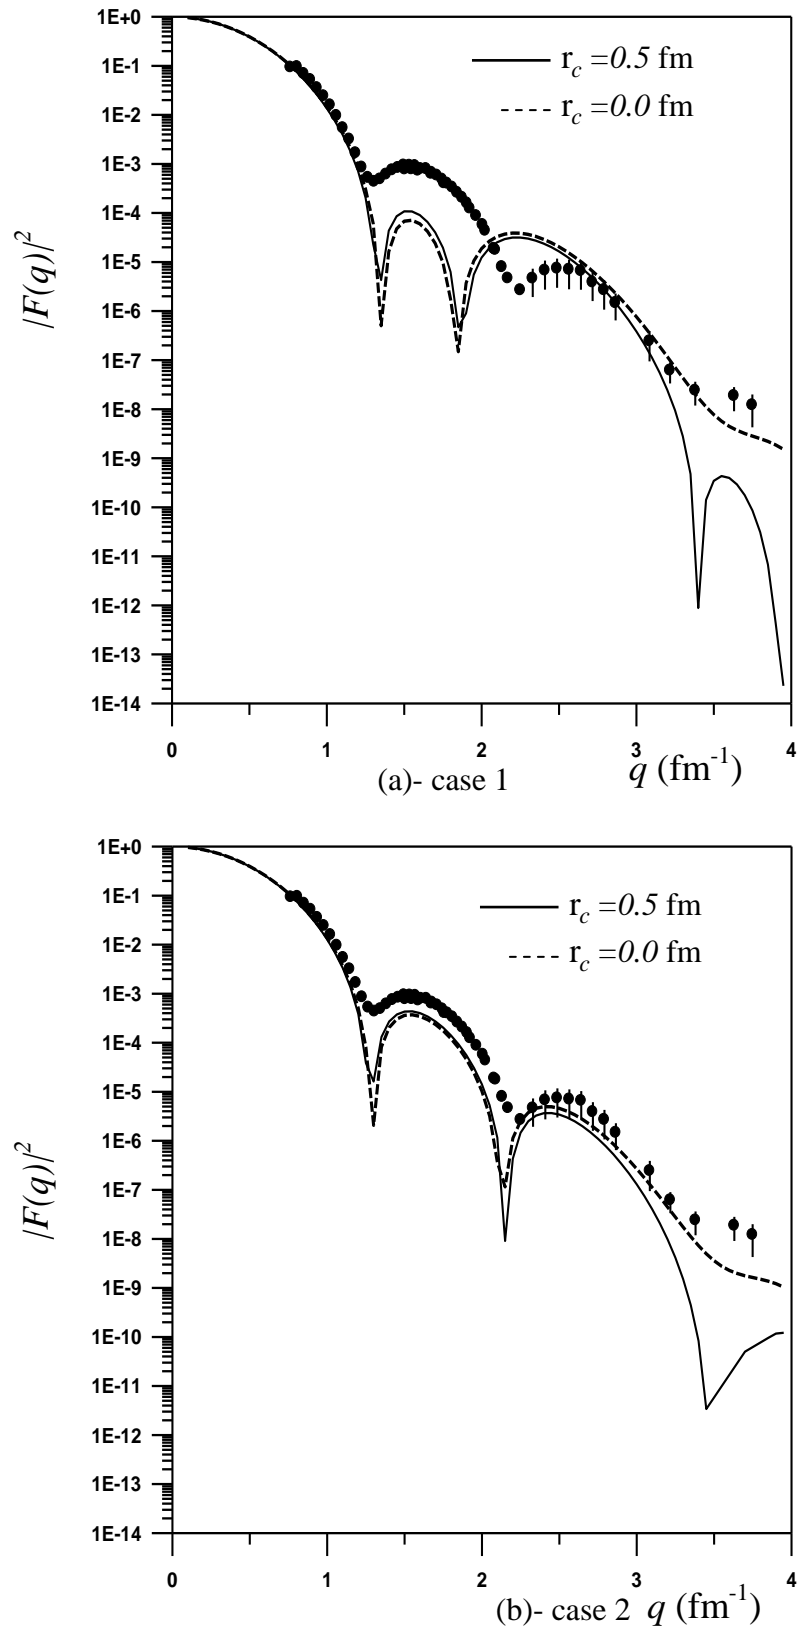 1E+0
1E-1
1E-2
1E-3
1E-4
1E-5
1E-6
1E-7
1E-8
1E-9
1E-10
1E-11
1E-12
1E-13
1E-14
|F(q)|²
r_c =0.5 fm
r_c =0.0 fm
0 1 2 3 4
(a)- case 1 q (fm⁻¹)
1E+0
1E-1
1E-2
1E-3
1E-4
1E-5
1E-6
1E-7
1E-8
1E-9
1E-10
1E-11
1E-12
1E-13
1E-14
|F(q)|²
r_c =0.5 fm
r_c =0.0 fm
0 1 2 3 4
(b)- case 2 q (fm⁻¹)